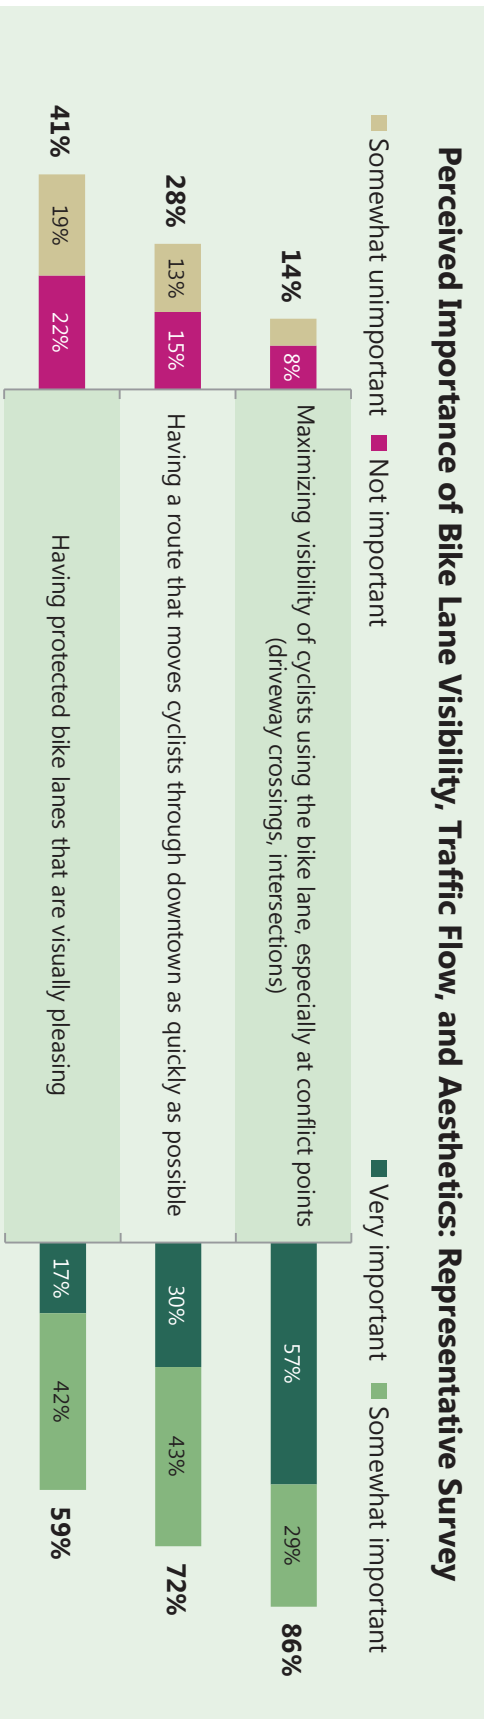 Perceived Importance of Bike Lane Visibility, Traffic Flow, and Aesthetics: Representative Survey
Somewhat unimportant Not important Very important Somewhat important
14% 8% Maximizing visibility of cyclists using the bike lane, especially at conflict points 57% 29% 86%
(driveway crossings, intersections)
28% 13% 15% Having a route that moves cyclists through downtown as quickly as possible 30% 43% 72%
41% 19% 22% Having protected bike lanes that are visually pleasing 17% 42% 59%